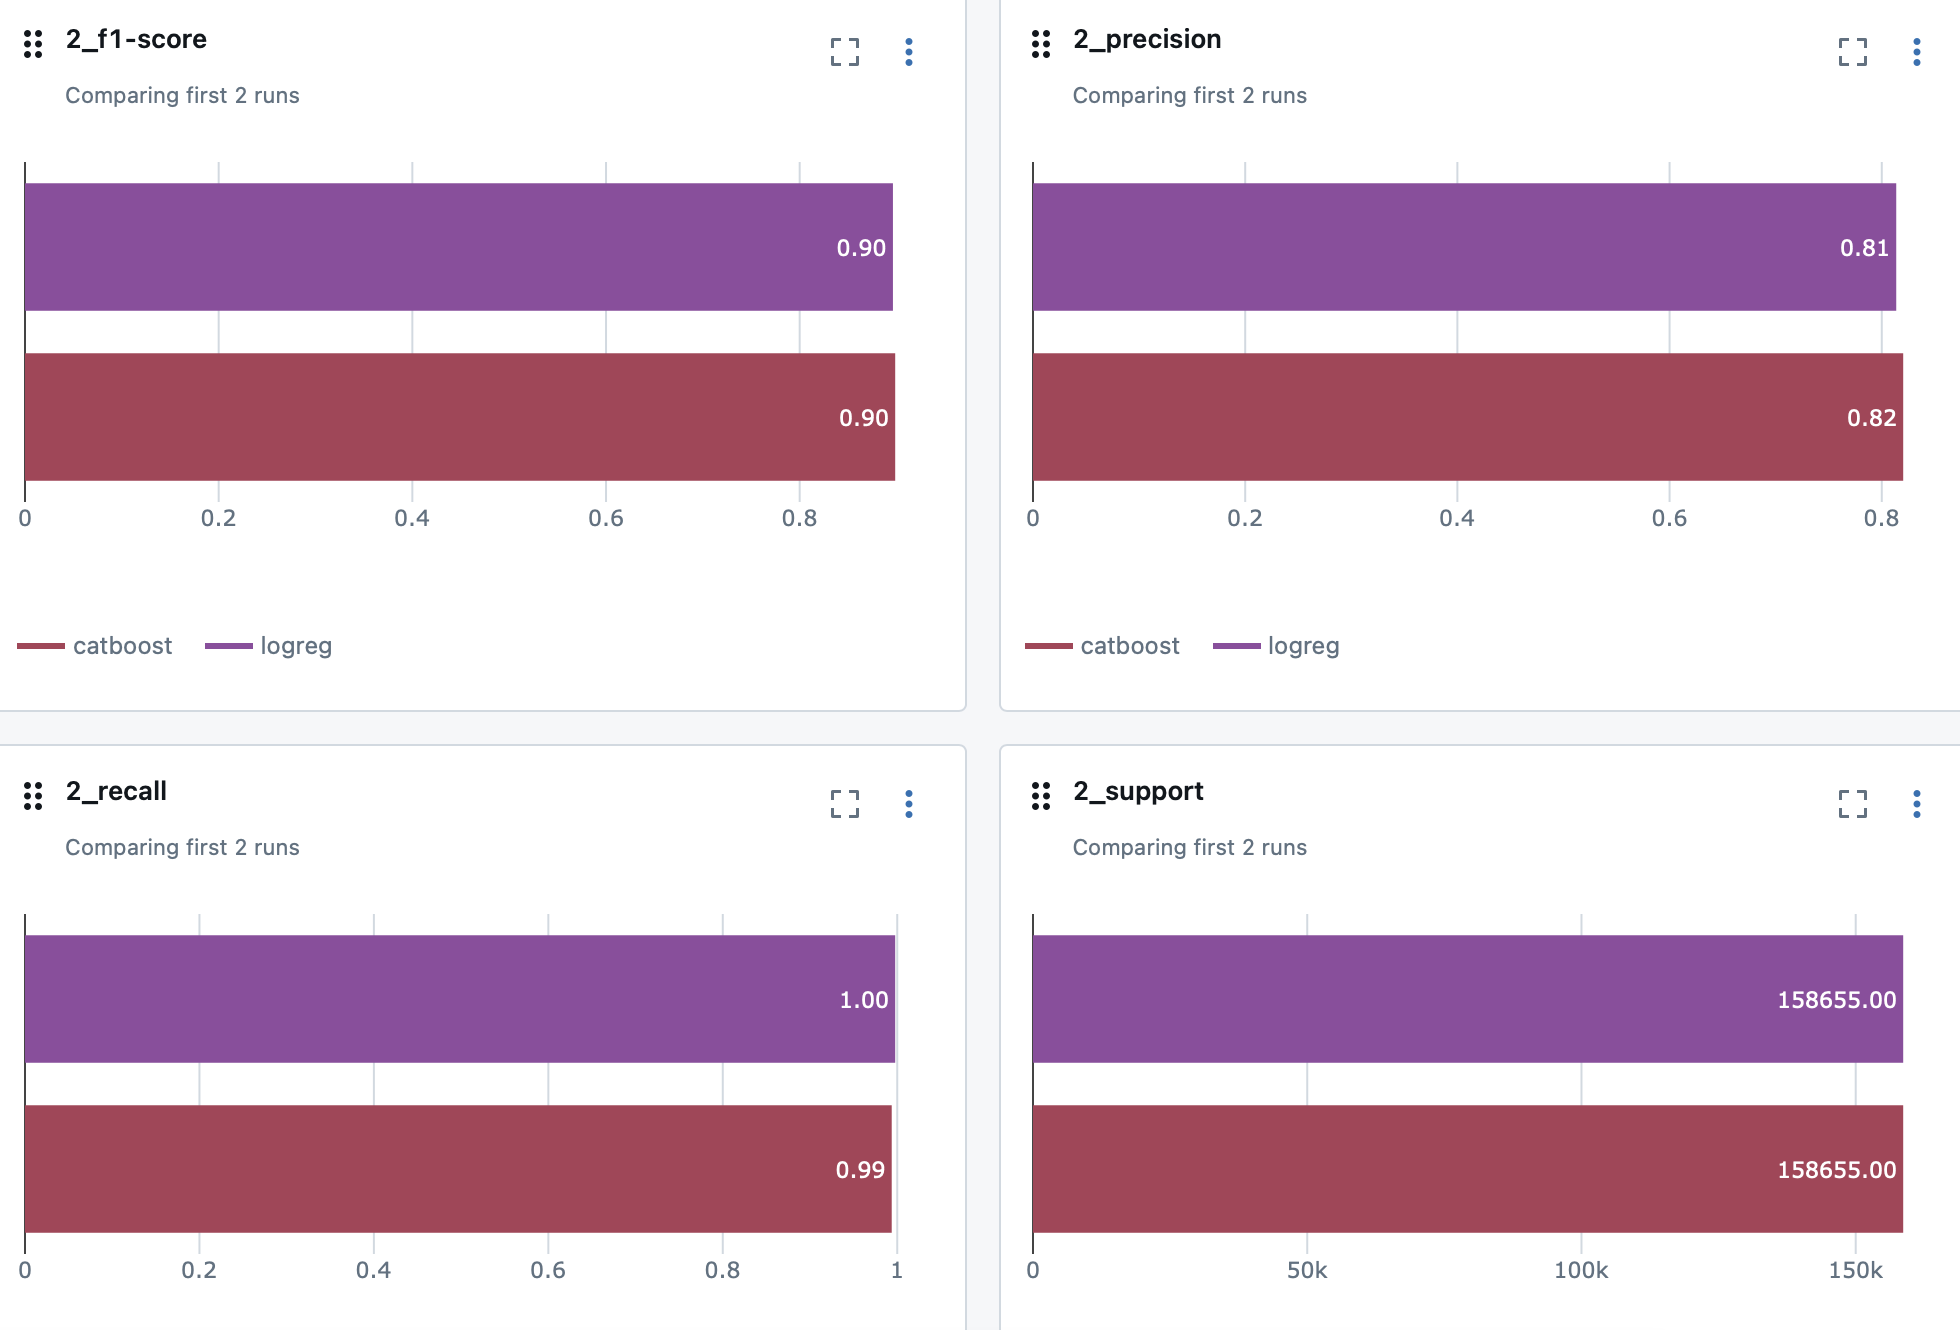 2_f1-score
Comparing first 2 runs
0.90
0.90
0 0.2 0.4 0.6 0.8
catboost logreg
2_precision
Comparing first 2 runs
0.81
0.82
0 0.2 0.4 0.6 0.8
catboost logreg
2_recall
Comparing first 2 runs
1.00
0.99
0 0.2 0.4 0.6 0.8 1
2_support
Comparing first 2 runs
158655.00
158655.00
0 50k 100k 150k